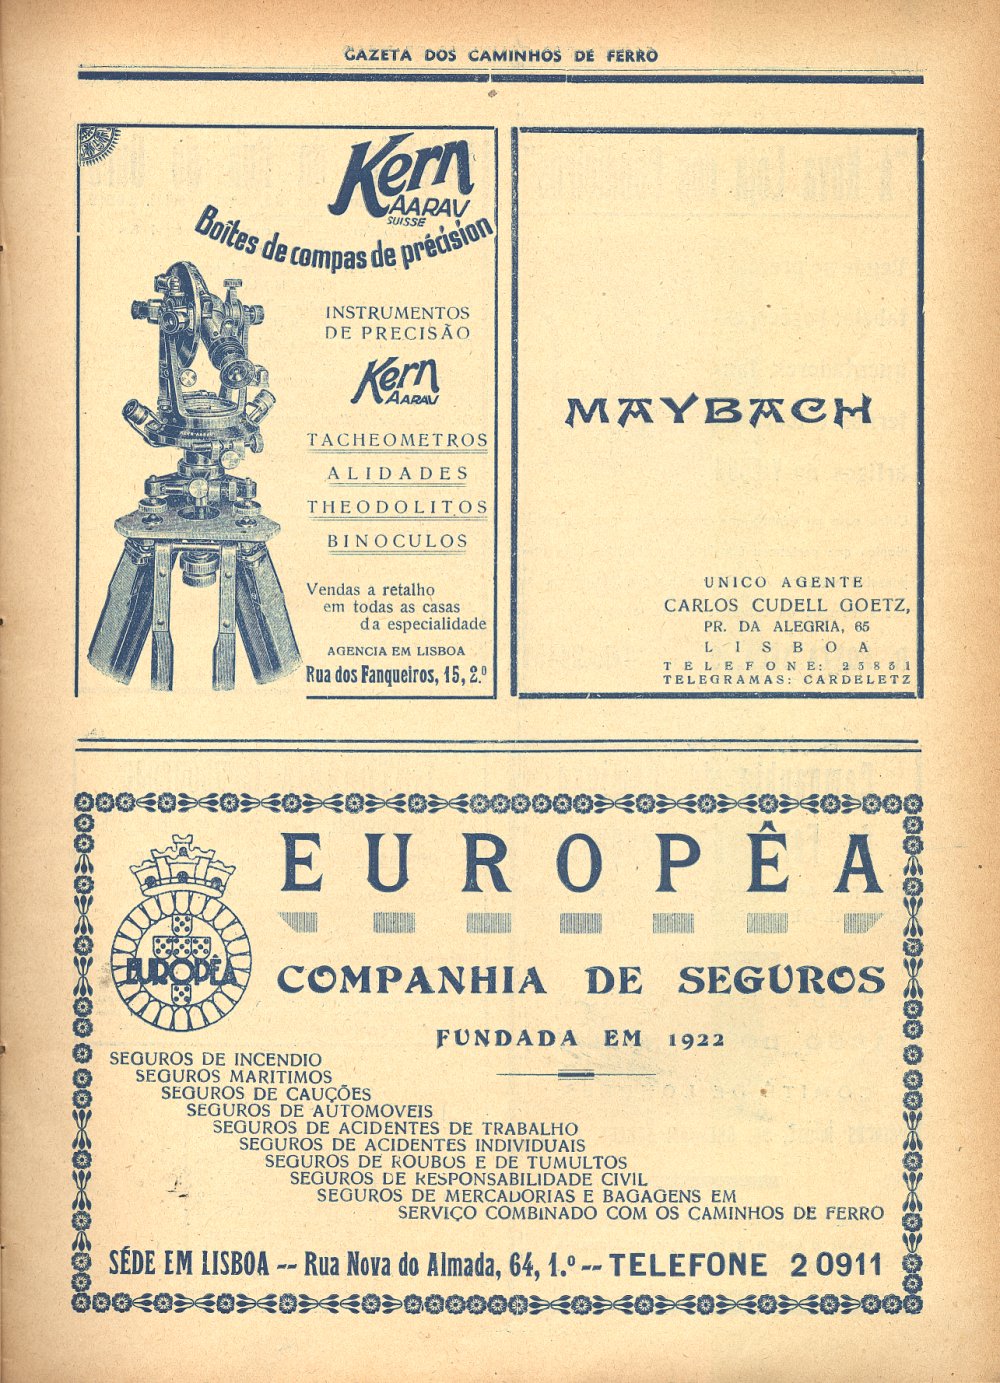 GAZETA DOS CAMINHOS DE FERRO
Kern
AARAU
SUISSE
Boîtes de compas de précision
INSTRUMENTOS
DE PRECISÃO
Kern
AARAU
TACHEOMETROS
ALIDADES
THEODOLITOS
BINOCULOS
Vendas a retalho
em todas as casas
da especialidade
AGENCIA EM LISBOA
Rua dos Fanqueiros, 15, 2.º
MAYBACH
UNICO AGENTE
CARLOS CUDELL GOETZ,
PR. DA ALEGRIA, 65
LISBOA
TELEFONE: 23831
TELEGRAMAS: CARDELETZ
EUROPÊA
EUROPÊA
COMPANHIA DE SEGUROS
FUNDADA EM 1922
SEGUROS DE INCENDIO
SEGUROS MARITIMOS
SEGUROS DE CAUÇÕES
SEGUROS DE AUTOMOVEIS
SEGUROS DE ACIDENTES DE TRABALHO
SEGUROS DE ACIDENTES INDIVIDUAIS
SEGUROS DE ROUBOS E DE TUMULTOS
SEGUROS DE RESPONSABILIDADE CIVIL
SEGUROS DE MERCADORIAS E BAGAGENS EM
SERVIÇO COMBINADO COM OS CAMINHOS DE FERRO
SÉDE EM LISBOA -- Rua Nova do Almada, 64, 1.º -- TELEFONE 2 0911